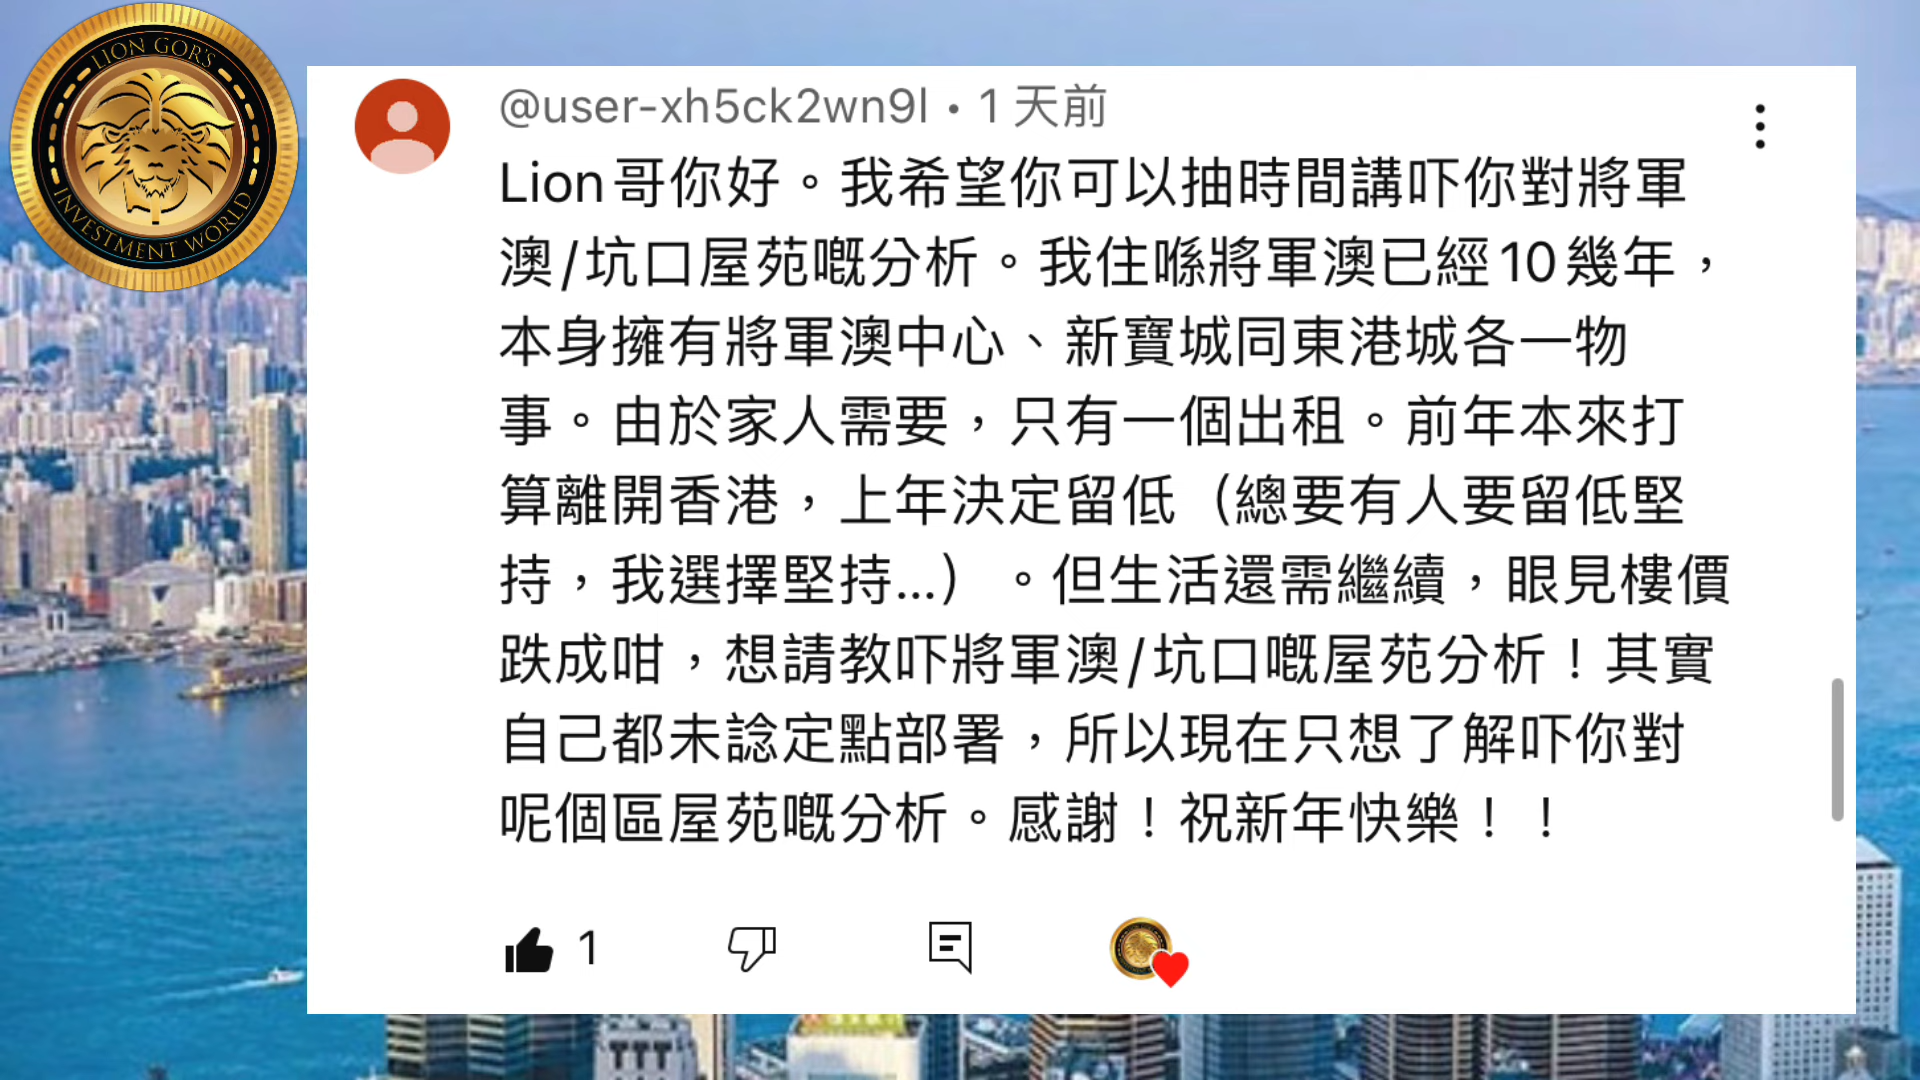 LION GOR'S
INVESTMENT WORLD
@user-xh5ck2wn9l • 1 天前
Lion哥你好。我希望你可以抽時間講吓你對將軍
澳/坑口屋苑嘅分析。我住喺將軍澳已經10幾年，
本身擁有將軍澳中心、新寶城同東港城各一物
事。由於家人需要，只有一個出租。前年本來打
算離開香港，上年決定留低（總要有人要留低堅
持，我選擇堅持...）。但生活還需繼續，眼見樓價
跌成咁，想請教吓將軍澳/坑口嘅屋苑分析！其實
自己都未諗定點部署，所以現在只想了解吓你對
呢個區屋苑嘅分析。感謝！祝新年快樂！！
1